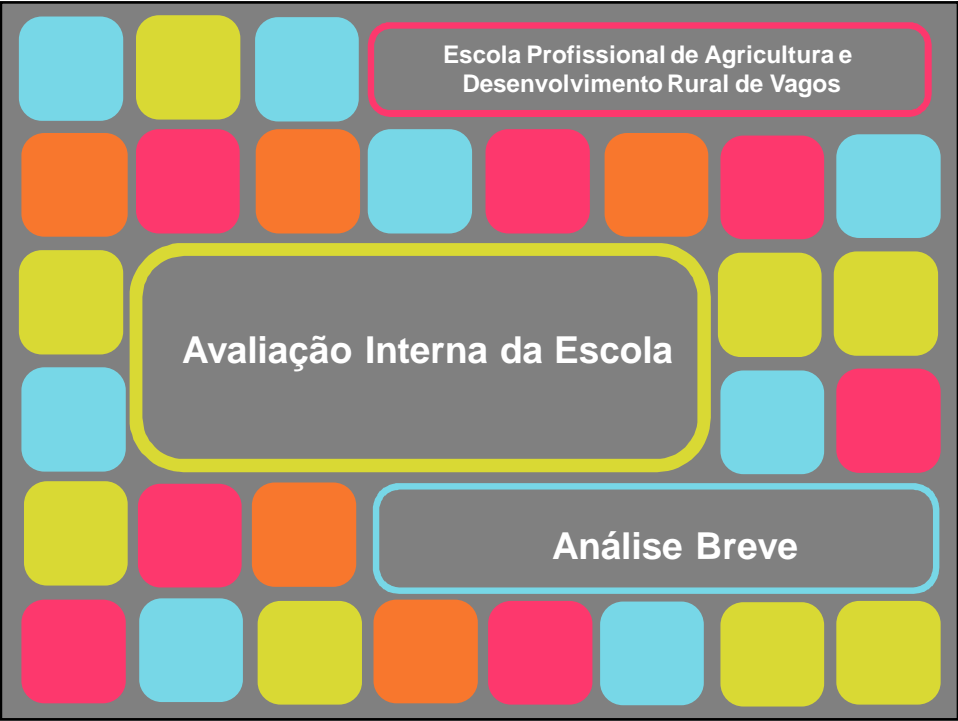 Escola Profissional de Agricultura e
Desenvolvimento Rural de Vagos
Avaliação Interna da Escola
Análise Breve